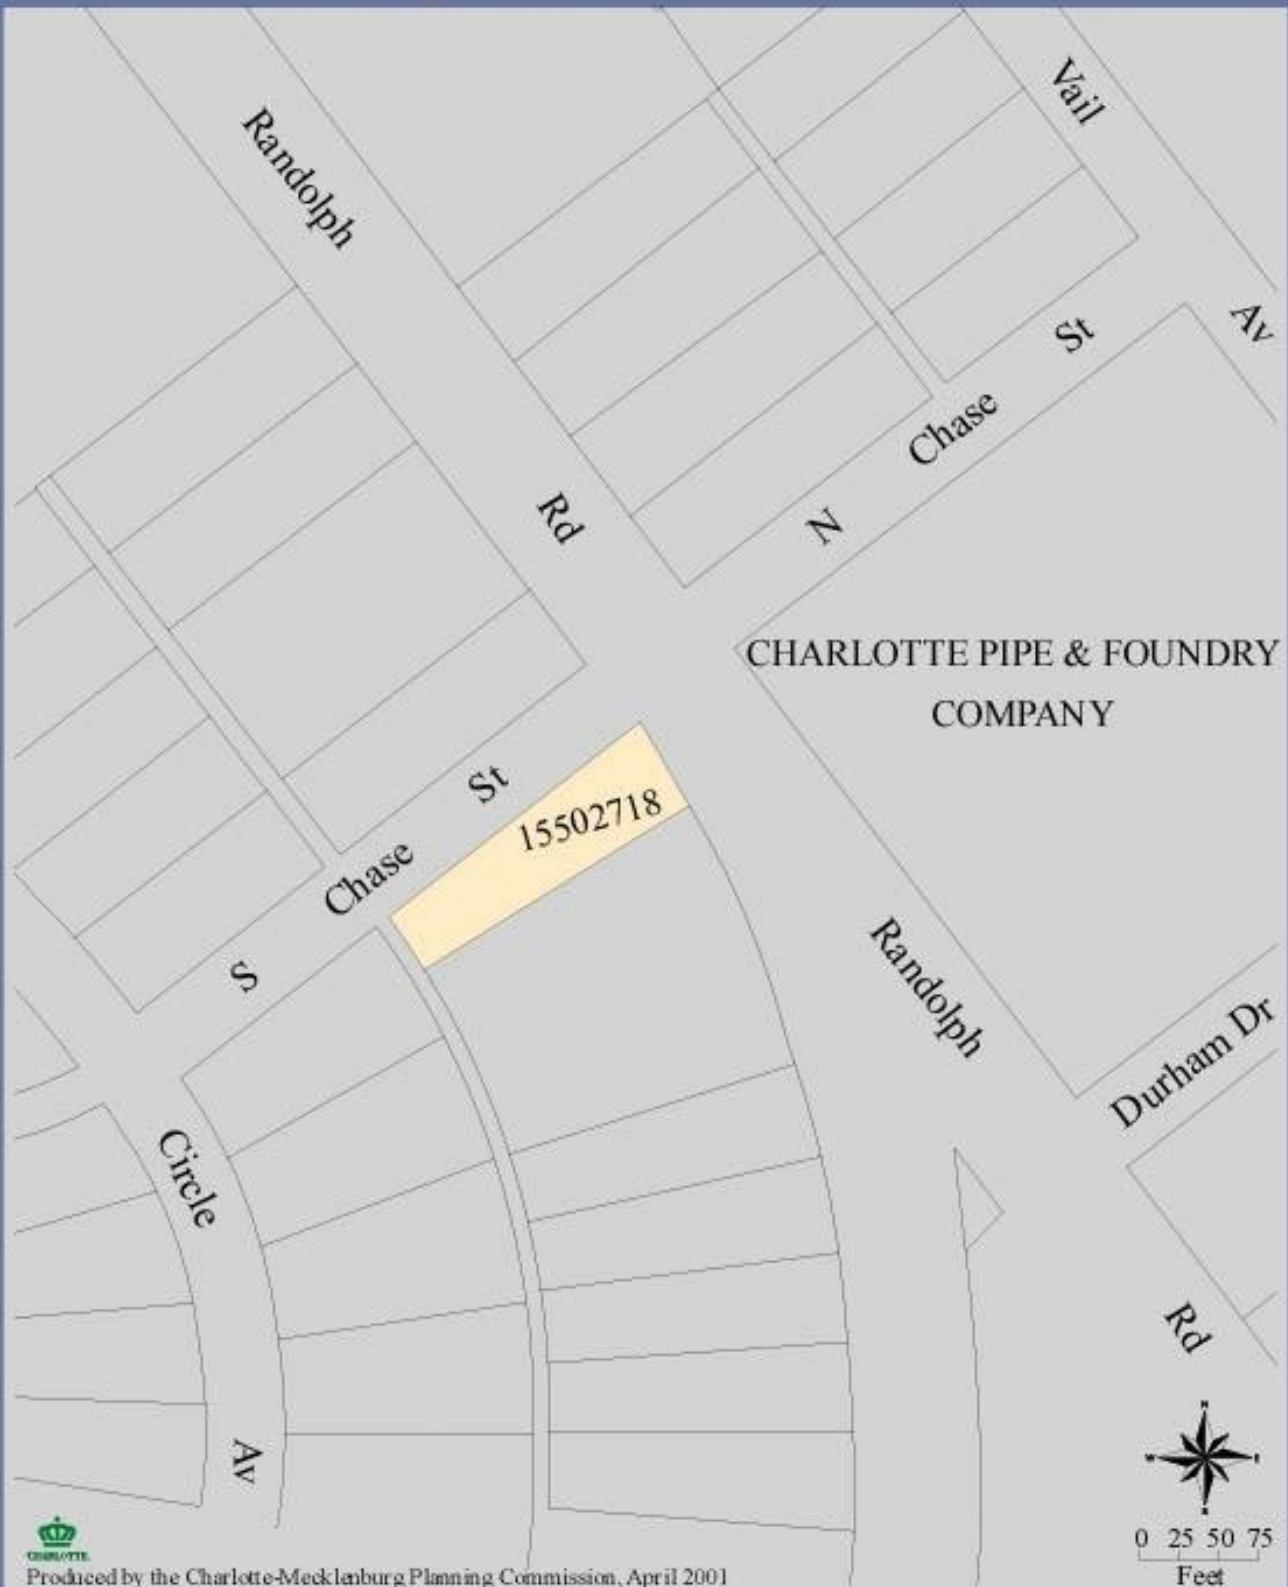 Vail
Av
Randolph
Rd
N Chase St
CHARLOTTE PIPE & FOUNDRY
COMPANY
15502718
S Chase St
Randolph
Rd
Durham Dr
Circle
Av
N
W E
S
0 25 50 75
Feet
CHARLOTTE.
Produced by the Charlotte-Mecklenburg Planning Commission, April 2001